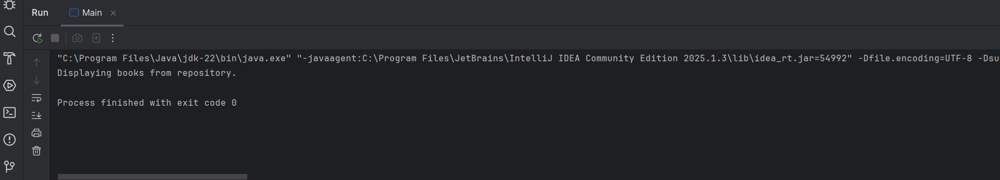 Run Main
"C:\Program Files\Java\jdk-22\bin\java.exe" "-javaagent:C:\Program Files\JetBrains\IntelliJ IDEA Community Edition 2025.1.3\lib\idea_rt.jar=54992" -Dfile.encoding=UTF-8 -Dsu
Displaying books from repository.
Process finished with exit code 0